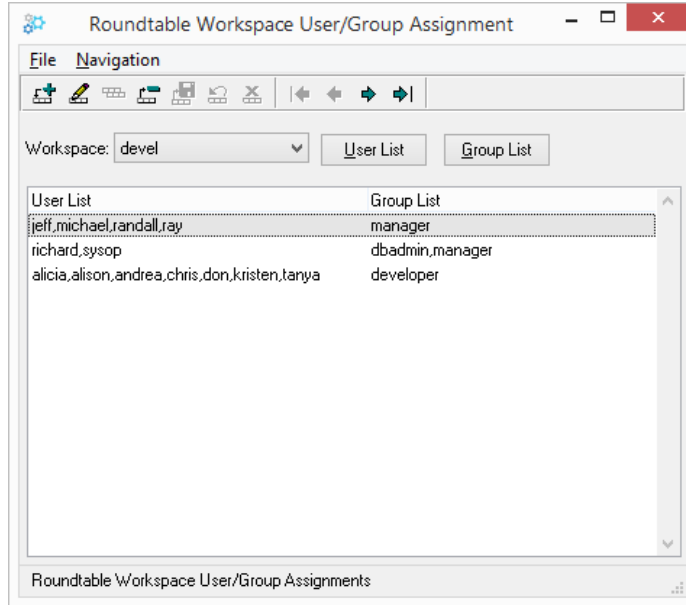 Roundtable Workspace User/Group Assignment
File Navigation
Workspace: devel User List Group List
User List Group List
jeff,michael,randall,ray manager
richard,sysop dbadmin,manager
alicia,alison,andrea,chris,don,kristen,tanya developer
Roundtable Workspace User/Group Assignments